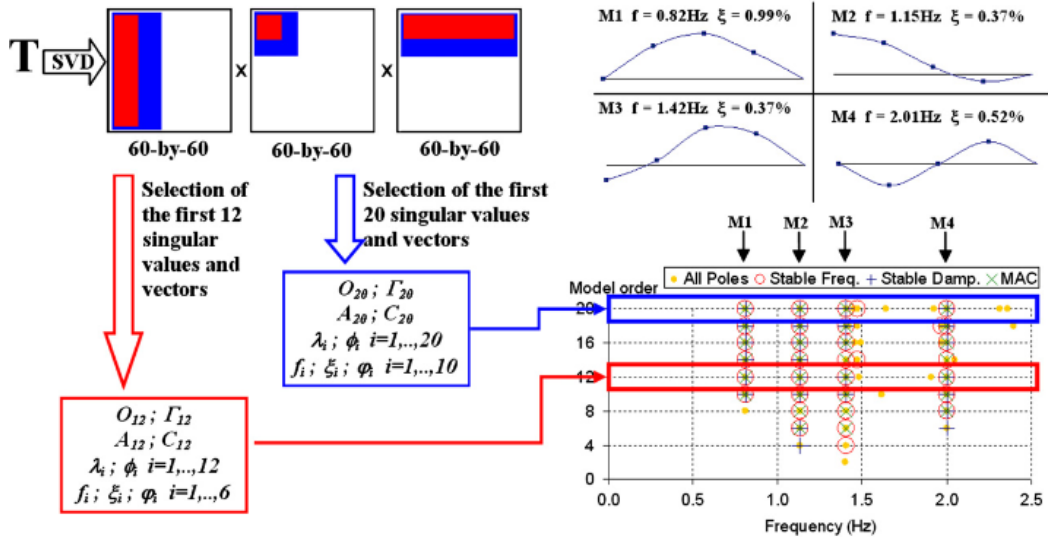 T SVD
x
x
60-by-60
60-by-60
60-by-60
Selection of
the first 12
singular
values and
vectors
Selection of the first
20 singular values
and vectors
O₂₀ ; Γ₂₀
A₂₀ ; C₂₀
λᵢ ; ϕᵢ i=1,..,20
fᵢ ; ξᵢ ; φᵢ i=1,..,10
O₁₂ ; Γ₁₂
A₁₂ ; C₁₂
λᵢ ; ϕᵢ i=1,..,12
fᵢ ; ξᵢ ; φᵢ i=1,..,6
M1 f = 0.82Hz ξ = 0.99%
M2 f = 1.15Hz ξ = 0.37%
M3 f = 1.42Hz ξ = 0.37%
M4 f = 2.01Hz ξ = 0.52%
M1
M2
M3
M4
All Poles Stable Freq. Stable Damp. MAC
Model order
20
16
12
8
4
0
0.0
0.5
1.0
1.5
2.0
2.5
Frequency (Hz)